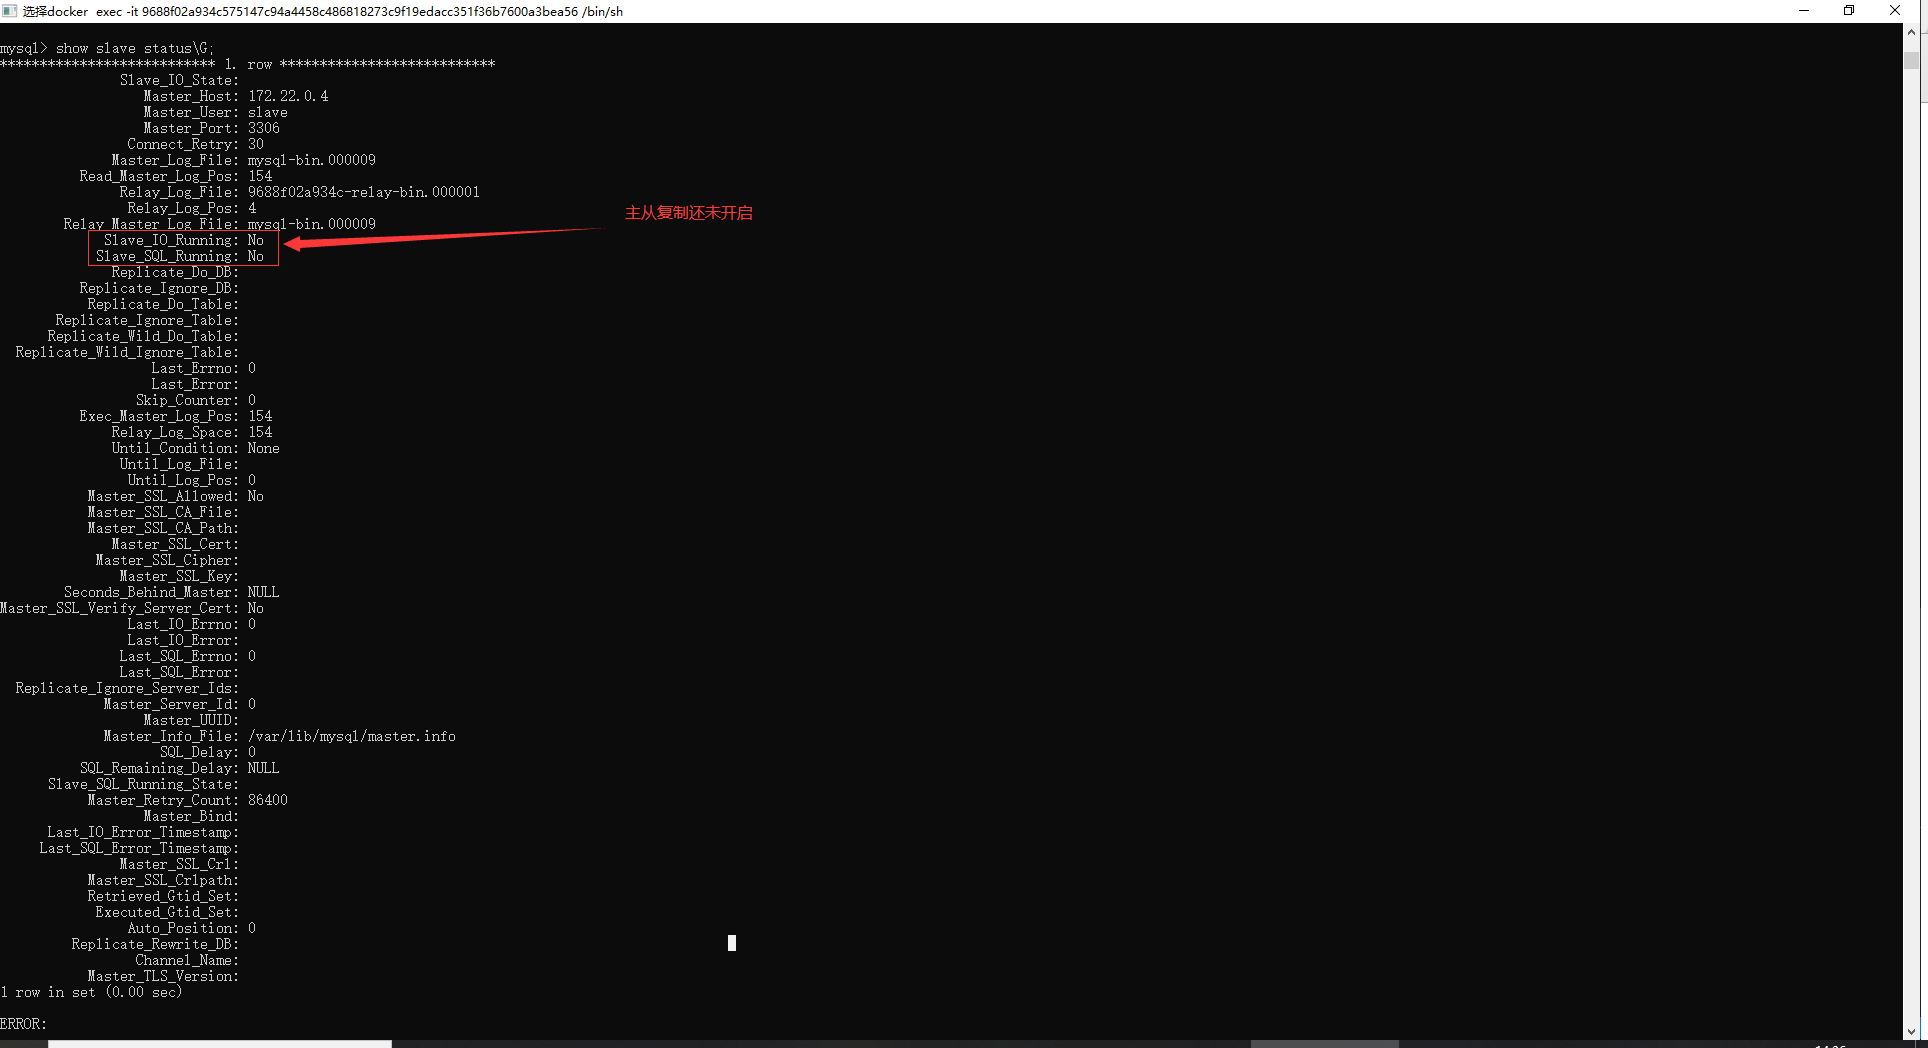 选择docker  exec -it 9688f02a934c575147c94a4458c486818273c9f19edacc351f36b7600a3bea56 /bin/sh
mysql> show slave status\G;
*************************** 1. row ***************************
Slave_IO_State:
Master_Host: 172.22.0.4
Master_User: slave
Master_Port: 3306
Connect_Retry: 30
Master_Log_File: mysql-bin.000009
Read_Master_Log_Pos: 154
Relay_Log_File: 9688f02a934c-relay-bin.000001
Relay_Log_Pos: 4
主从复制还未开启
Relay_Master_Log_File: mysql-bin.000009
Slave_IO_Running: No
Slave_SQL_Running: No
Replicate_Do_DB:
Replicate_Ignore_DB:
Replicate_Do_Table:
Replicate_Ignore_Table:
Replicate_Wild_Do_Table:
Replicate_Wild_Ignore_Table:
Last_Errno: 0
Last_Error:
Skip_Counter: 0
Exec_Master_Log_Pos: 154
Relay_Log_Space: 154
Until_Condition: None
Until_Log_File:
Until_Log_Pos: 0
Master_SSL_Allowed: No
Master_SSL_CA_File:
Master_SSL_CA_Path:
Master_SSL_Cert:
Master_SSL_Cipher:
Master_SSL_Key:
Seconds_Behind_Master: NULL
Master_SSL_Verify_Server_Cert: No
Last_IO_Errno: 0
Last_IO_Error:
Last_SQL_Errno: 0
Last_SQL_Error:
Replicate_Ignore_Server_Ids:
Master_Server_Id: 0
Master_UUID:
Master_Info_File: /var/lib/mysql/master.info
SQL_Delay: 0
SQL_Remaining_Delay: NULL
Slave_SQL_Running_State:
Master_Retry_Count: 86400
Master_Bind:
Last_IO_Error_Timestamp:
Last_SQL_Error_Timestamp:
Master_SSL_Crl:
Master_SSL_Crlpath:
Retrieved_Gtid_Set:
Executed_Gtid_Set:
Auto_Position: 0
Replicate_Rewrite_DB:
Channel_Name:
Master_TLS_Version:
1 row in set (0.00 sec)
ERROR: